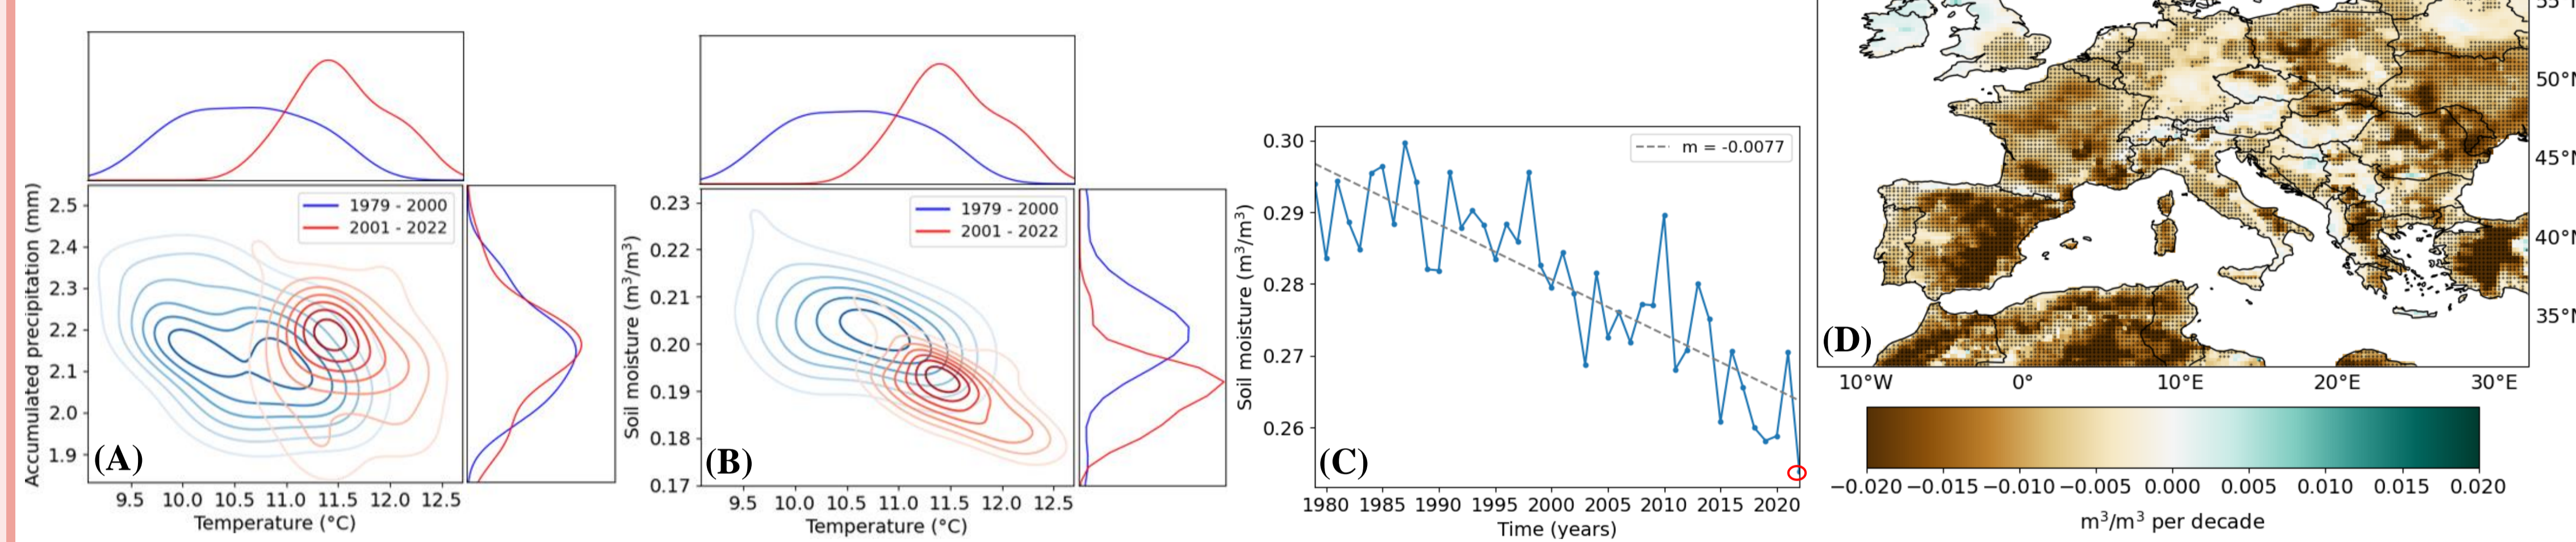 Accumulated precipitation (mm)
2.5
2.4
2.3
2.2
2.1
2.0
1.9
1979 - 2000
2001 - 2022
(A)
9.5 10.0 10.5 11.0 11.5 12.0 12.5
Temperature (°C)
Soil moisture (m³/m³)
0.23
0.22
0.21
0.20
0.19
0.18
0.17
1979 - 2000
2001 - 2022
(B)
9.5 10.0 10.5 11.0 11.5 12.0 12.5
Temperature (°C)
Soil moisture (m³/m³)
0.30
0.29
0.28
0.27
0.26
m = -0.0077
(C)
1980 1985 1990 1995 2000 2005 2010 2015 2020
Time (years)
55°N
50°N
45°N
40°N
35°N
(D)
10°W 0° 10°E 20°E 30°E
−0.020 −0.015 −0.010 −0.005 0.000 0.005 0.010 0.015 0.020
m³/m³ per decade